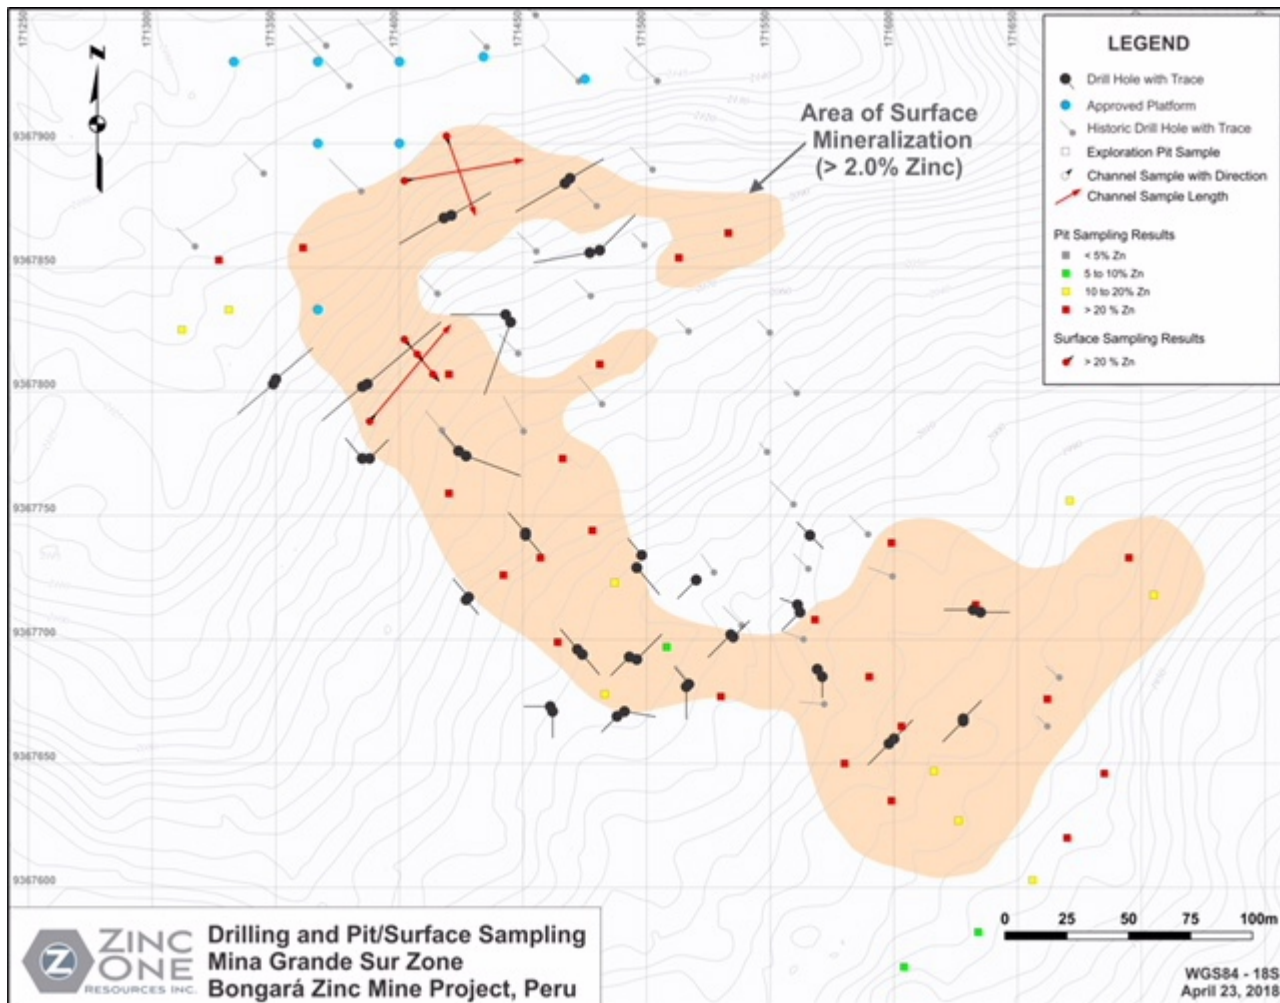 171250
171300
171350
171400
171450
171500
171550
171600
171650
N
9367900
9367850
9367800
9367750
9367700
9367650
9367600
Area of Surface
Mineralization
(> 2.0% Zinc)
LEGEND
Drill Hole with Trace
Approved Platform
Historic Drill Hole with Trace
Exploration Pit Sample
Channel Sample with Direction
Channel Sample Length
Pit Sampling Results
< 5% Zn
5 to 10% Zn
10 to 20% Zn
> 20 % Zn
Surface Sampling Results
> 20 % Zn
0 25 50 75 100m
WGS84 - 18S
April 23, 2018
Z
ZINC
ONE
RESOURCES INC.
Drilling and Pit/Surface Sampling
Mina Grande Sur Zone
Bongará Zinc Mine Project, Peru